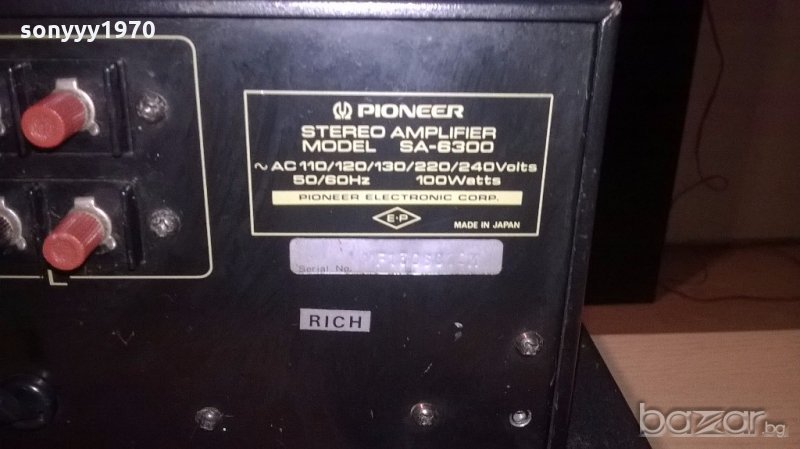 sonyyy1970
PIONEER
STEREO AMPLIFIER
MODEL SA-6300
~ AC 110/120/130/220/240Volts
50/60Hz 100Watts
PIONEER ELECTRONIC CORP.
E-P
MADE IN JAPAN
Serial No.
RICH
L
bazar.bg